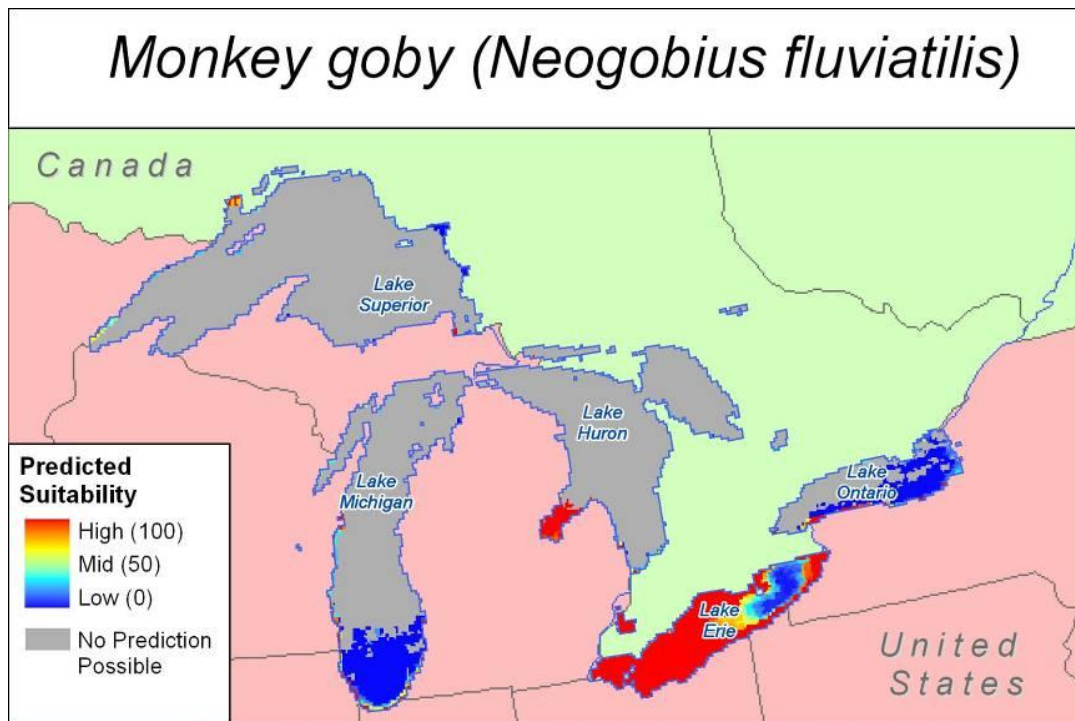 Monkey goby (Neogobius fluviatilis)
Canada
Lake
Superior
Lake
Huron
Lake
Michigan
Lake
Ontario
Lake
Erie
United
States
Predicted
Suitability
High (100)
Mid (50)
Low (0)
No Prediction
Possible